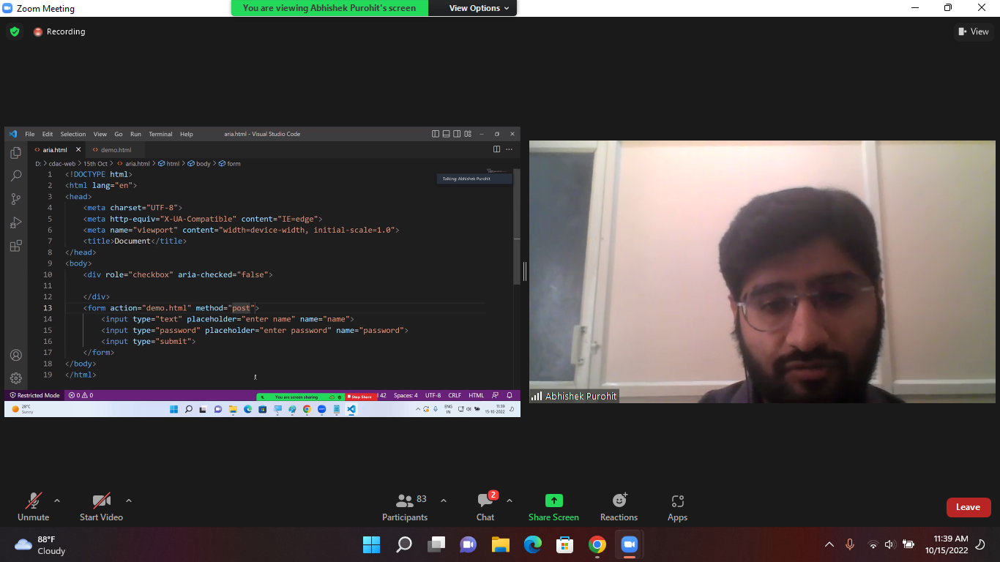 Zoom Meeting
You are viewing Abhishek Purohit's screen
View Options
Recording
View
File Edit Selection View Go Run Terminal Help
aria.html - Visual Studio Code
aria.html
demo.html
D: > cdac-web > 15th Oct > aria.html > html > body > form
Talking: Abhishek Purohit
1 <!DOCTYPE html>
2 <html lang="en">
3 <head>
4 <meta charset="UTF-8">
5 <meta http-equiv="X-UA-Compatible" content="IE=edge">
6 <meta name="viewport" content="width=device-width, initial-scale=1.0">
7 <title>Document</title>
8 </head>
9 <body>
10 <div role="checkbox" aria-checked="false">
11
12 </div>
13 <form action="demo.html" method="post">
14 <input type="text" placeholder="enter name" name="name">
15 <input type="password" placeholder="enter password" name="password">
16 <input type="submit">
17 </form>
18 </body>
19 </html>
Restricted Mode 0 0
You are screen sharing
Stop Share
42 Spaces: 4 UTF-8 CRLF HTML
28°C
Sunny
ENG
IN
11:39
15-10-2022
Abhishek Purohit
Unmute
Start Video
83
Participants
2
Chat
Share Screen
Reactions
Apps
Leave
88°F
Cloudy
11:39 AM
10/15/2022